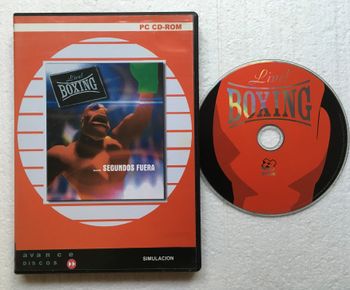 PC CD-ROM
Live!
BOXING
.... SEGUNDOS FUERA
avance
DISCOS
SIMULACION
Live!
BOXING